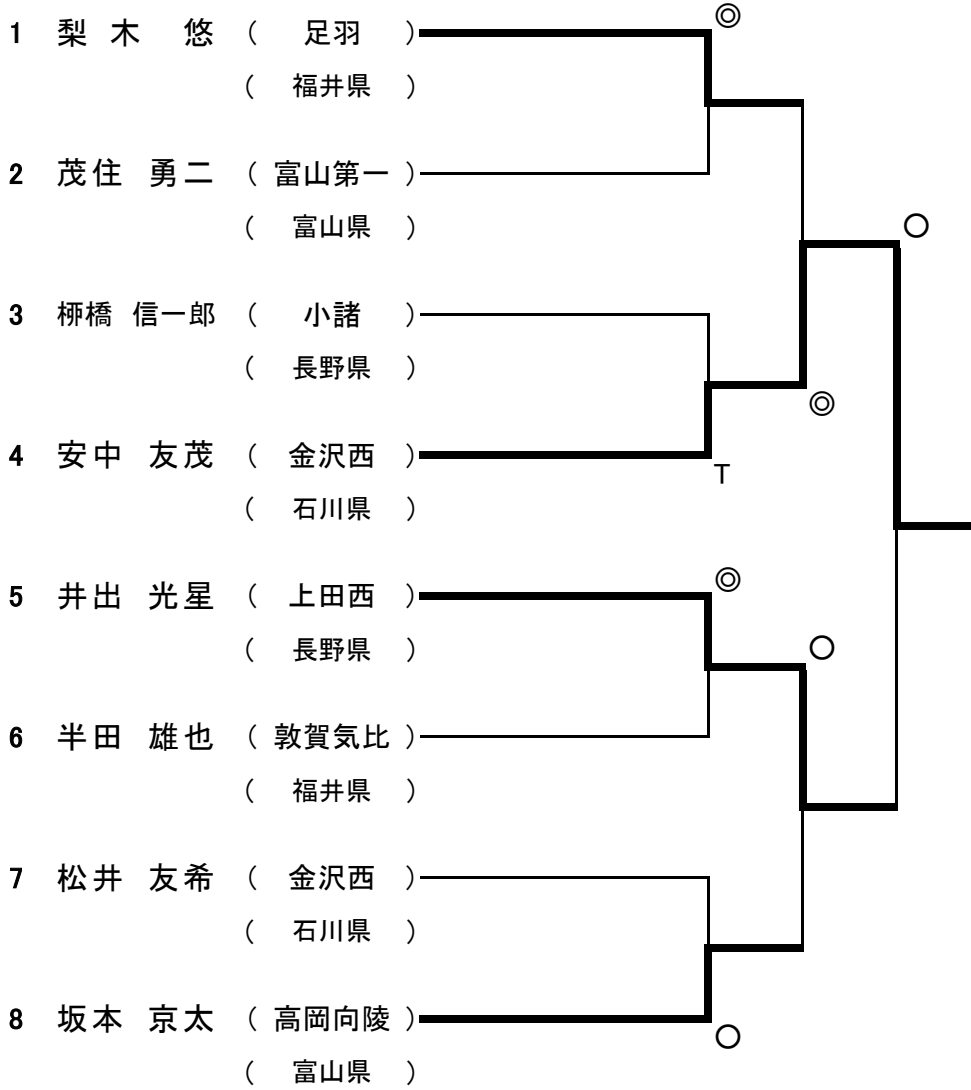 ◎
1 梨木 悠 ( 足羽 )
( 福井県 )
2 茂住 勇二 ( 富山第一 )
( 富山県 )
○
3 栁橋 信一郎 ( 小諸 )
( 長野県 )
◎
4 安中 友茂 ( 金沢西 )
T
( 石川県 )
◎
5 井出 光星 ( 上田西 )
( 長野県 )
○
6 半田 雄也 ( 敦賀気比 )
( 福井県 )
7 松井 友希 ( 金沢西 )
( 石川県 )
8 坂本 京太 ( 高岡向陵 )
○
( 富山県 )